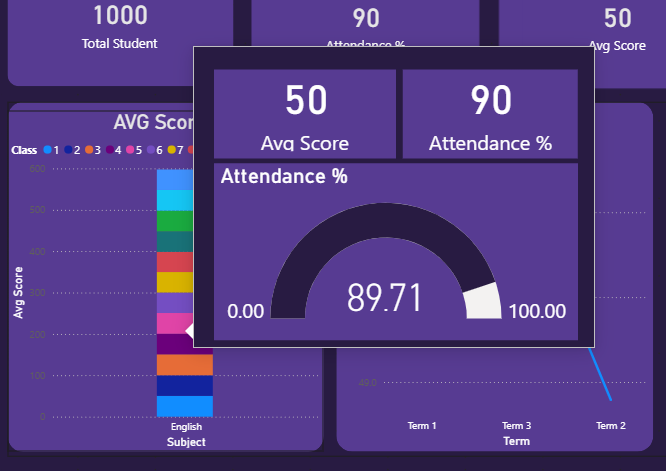 1000
Total Student
90
Attendance %
50
Avg Score
50
Avg Score
90
Attendance %
Attendance %
0.00
89.71
100.00
AVG Scor
Class 1 2 3 4 5 6 7
600
500
400
300
200
100
0
Avg Score
English
Subject
49.0
Term 1
Term 3
Term 2
Term